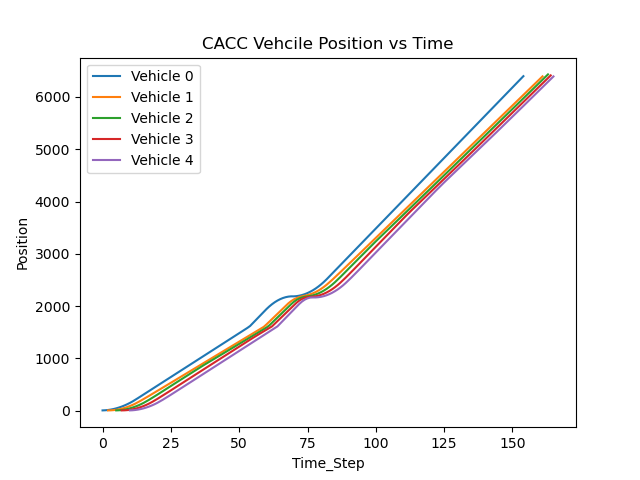 CACC Vehcile Position vs Time
Vehicle 0
Vehicle 1
Vehicle 2
Vehicle 3
Vehicle 4
6000
5000
4000
3000
2000
1000
0
Position
0 25 50 75 100 125 150
Time_Step